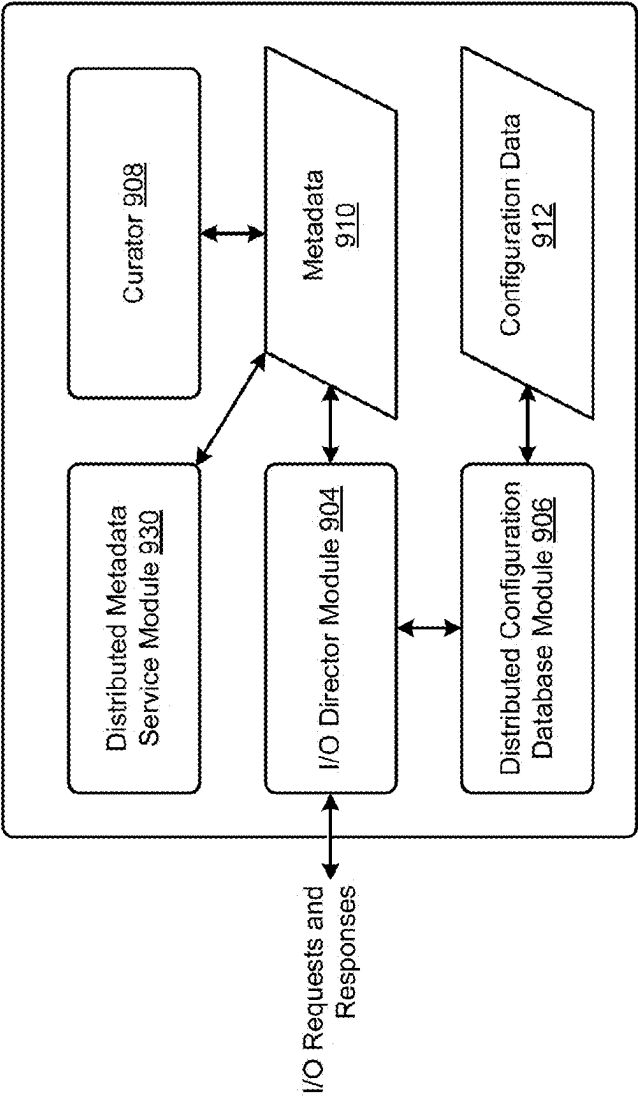 Distributed Metadata
Service Module 930
Curator 908
I/O Requests and
Responses
I/O Director Module 904
Metadata
910
Distributed Configuration
Database Module 906
Configuration Data
912